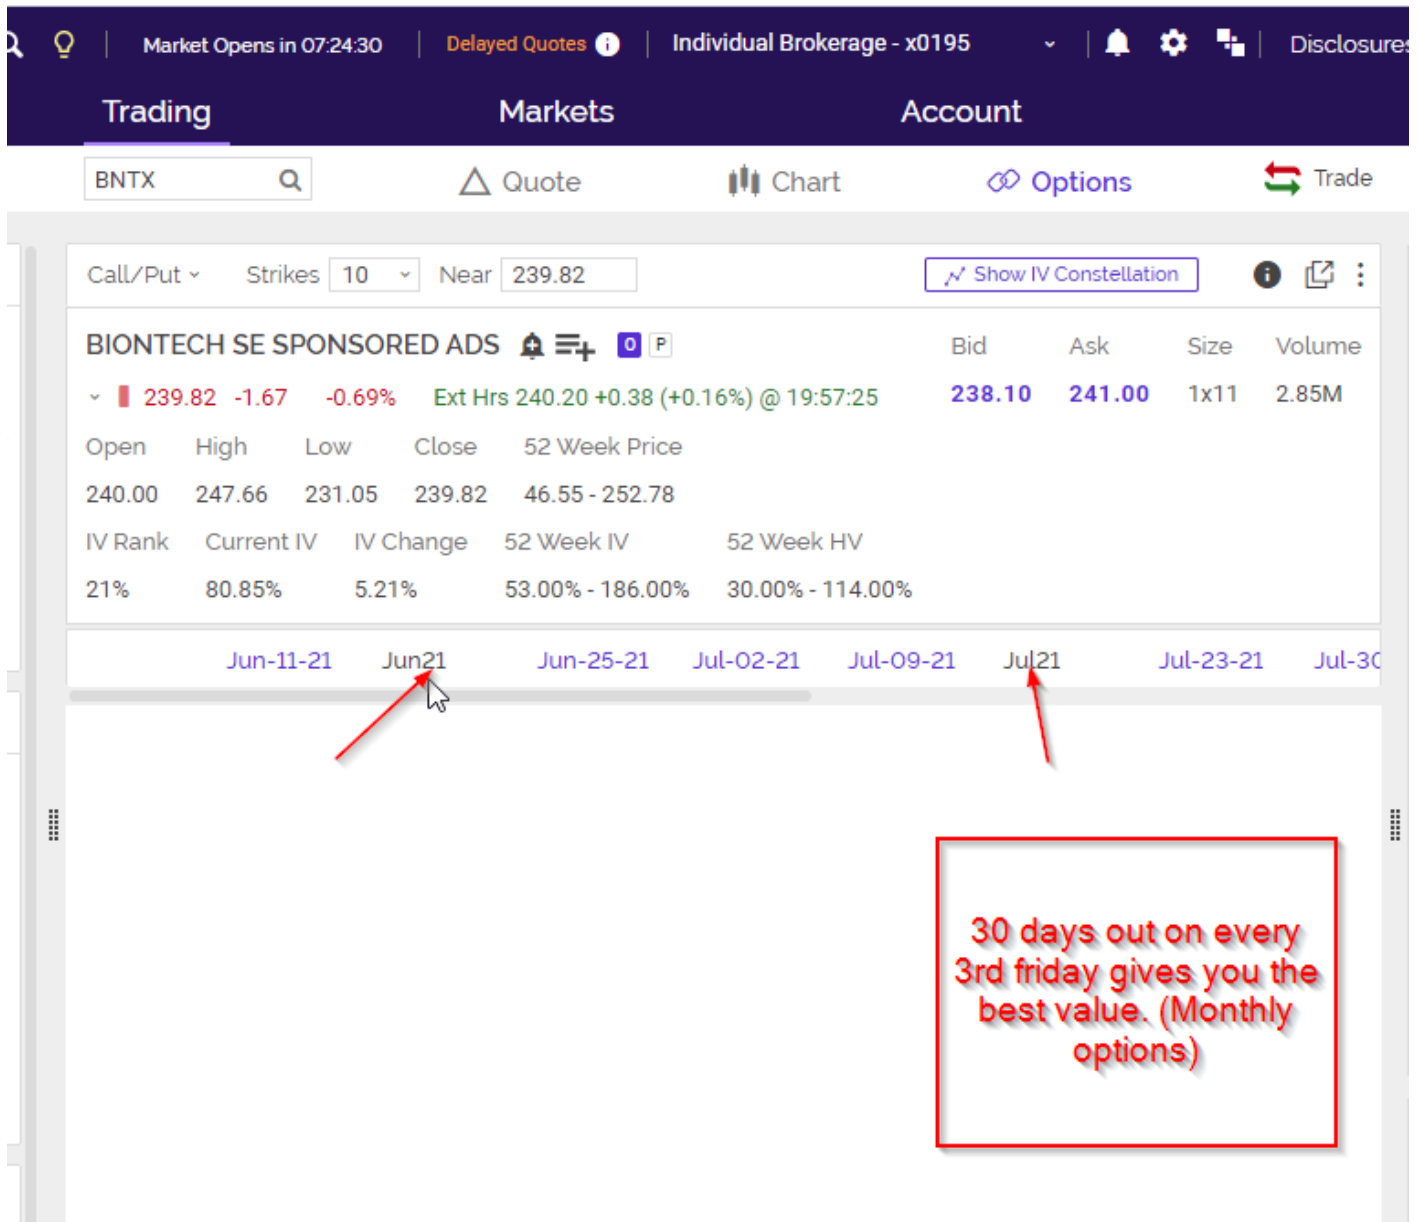 Market Opens in 07:24:30 Delayed Quotes i Individual Brokerage - x0195 Disclosures
Trading Markets Account
BNTX Quote Chart Options Trade
Call/Put Strikes 10 Near 239.82 Show IV Constellation i
BIONTECH SE SPONSORED ADS O P Bid Ask Size Volume
239.82 -1.67 -0.69% Ext Hrs 240.20 +0.38 (+0.16%) @ 19:57:25 238.10 241.00 1x11 2.85M
Open High Low Close 52 Week Price
240.00 247.66 231.05 239.82 46.55 - 252.78
IV Rank Current IV IV Change 52 Week IV 52 Week HV
21% 80.85% 5.21% 53.00% - 186.00% 30.00% - 114.00%
Jun-11-21 Jun21 Jun-25-21 Jul-02-21 Jul-09-21 Jul21 Jul-23-21 Jul-30
30 days out on every
3rd friday gives you the
best value. (Monthly
options)